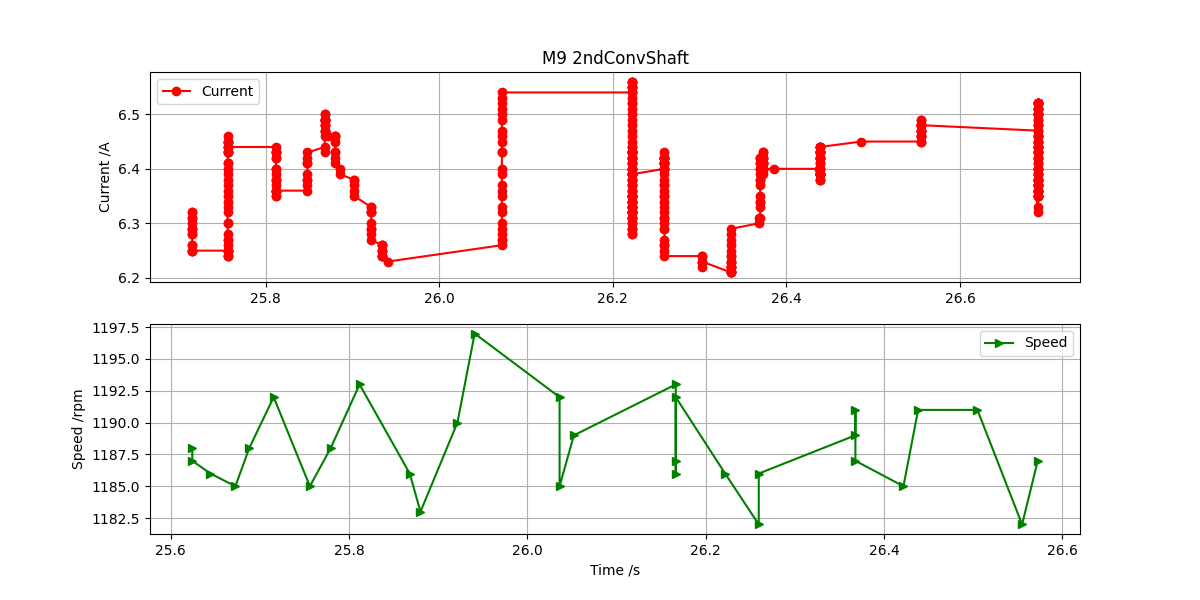 M9 2ndConvShaft
Current
Current /A
6.5
6.4
6.3
6.2
25.8 26.0 26.2 26.4 26.6
Speed
Speed /rpm
1197.5
1195.0
1192.5
1190.0
1187.5
1185.0
1182.5
25.6 25.8 26.0 26.2 26.4 26.6
Time /s